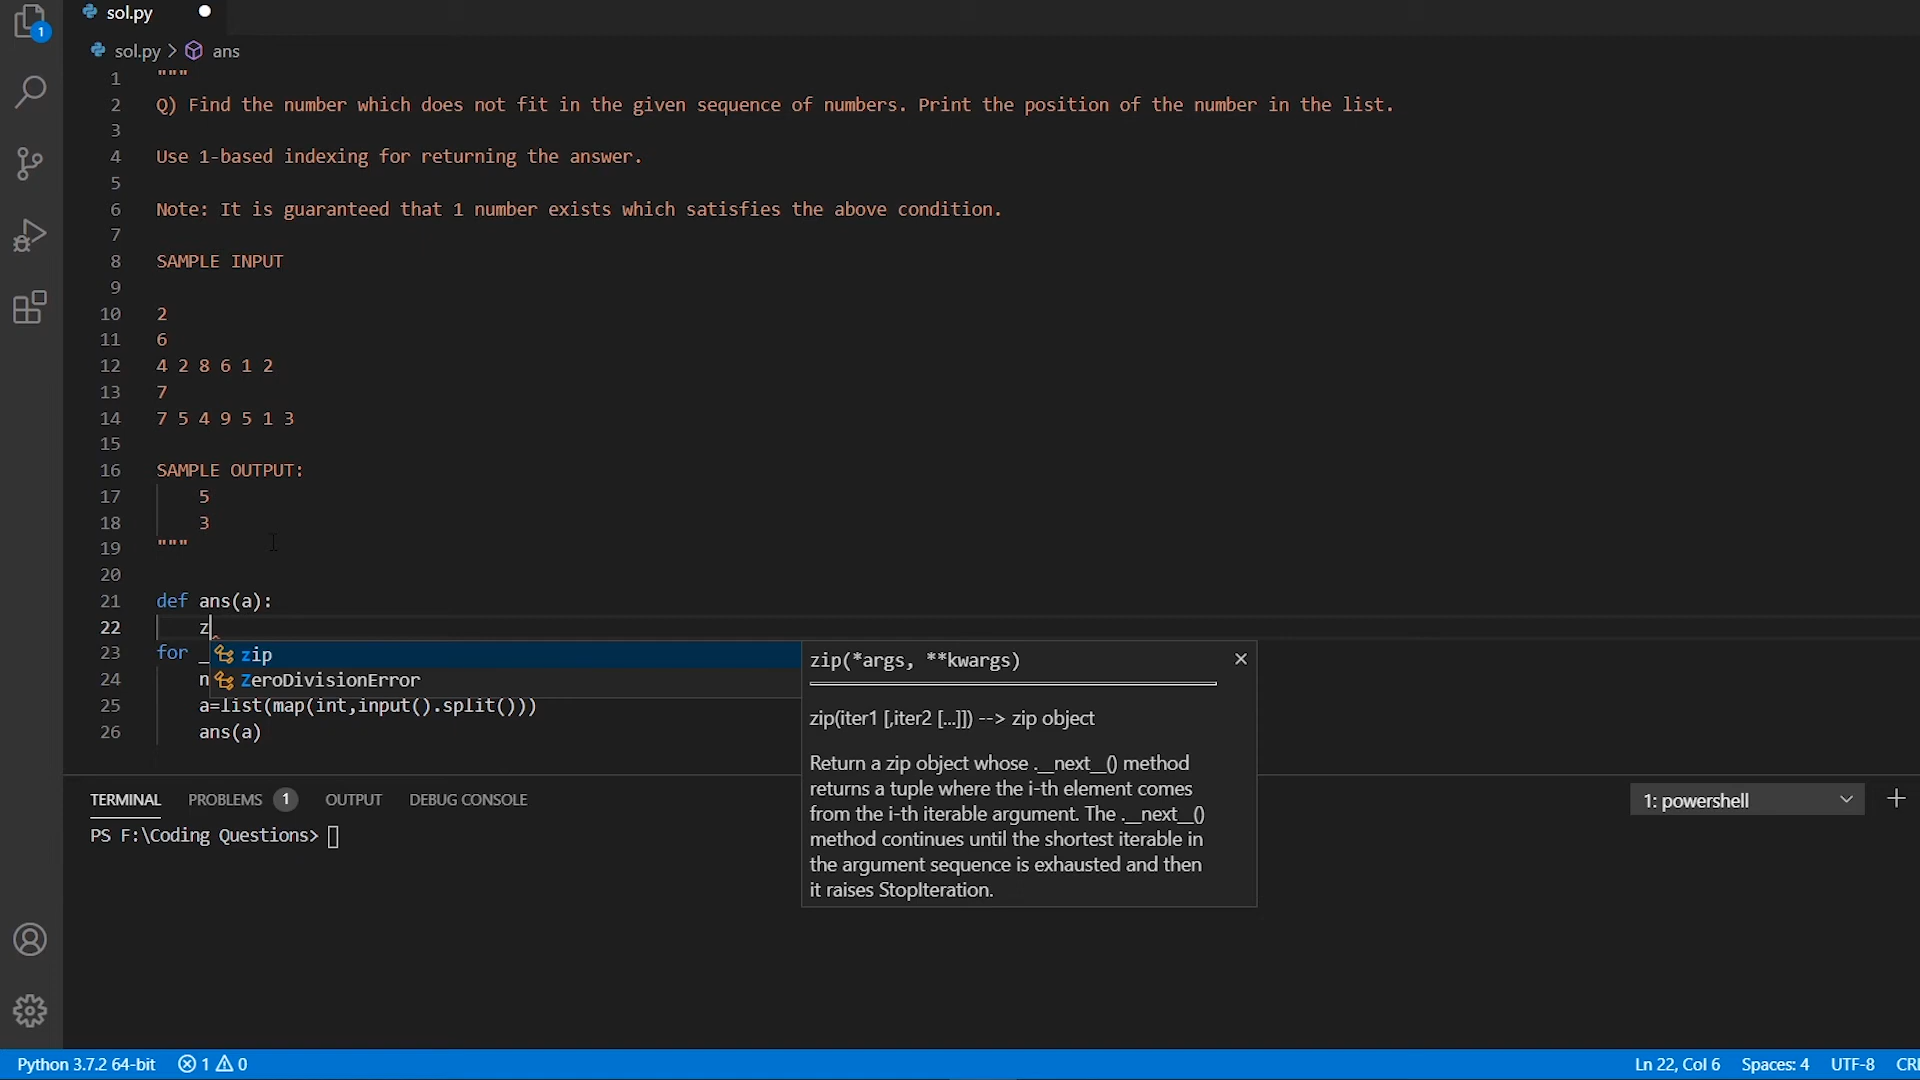 1
sol.py
sol.py > ans
1 """
2 Q) Find the number which does not fit in the given sequence of numbers. Print the position of the number in the list.
3
4 Use 1-based indexing for returning the answer.
5
6 Note: It is guaranteed that 1 number exists which satisfies the above condition.
7
8 SAMPLE INPUT
9
10 2
11 6
12 4 2 8 6 1 2
13 7
14 7 5 4 9 5 1 3
15
16 SAMPLE OUTPUT:
17 5
18 3
19 """
20
21 def ans(a):
22 z
23 for _
24 n
25 a=list(map(int,input().split()))
26 ans(a)
zip
ZeroDivisionError
zip(*args, **kwargs)
zip(iter1 [,iter2 [...]]) --> zip object
Return a zip object whose .__next__() method
returns a tuple where the i-th element comes
from the i-th iterable argument. The .__next__()
method continues until the shortest iterable in
the argument sequence is exhausted and then
it raises StopIteration.
TERMINAL PROBLEMS 1 OUTPUT DEBUG CONSOLE
1: powershell
PS F:\Coding Questions>
Python 3.7.2 64-bit 1 0 Ln 22, Col 6 Spaces: 4 UTF-8